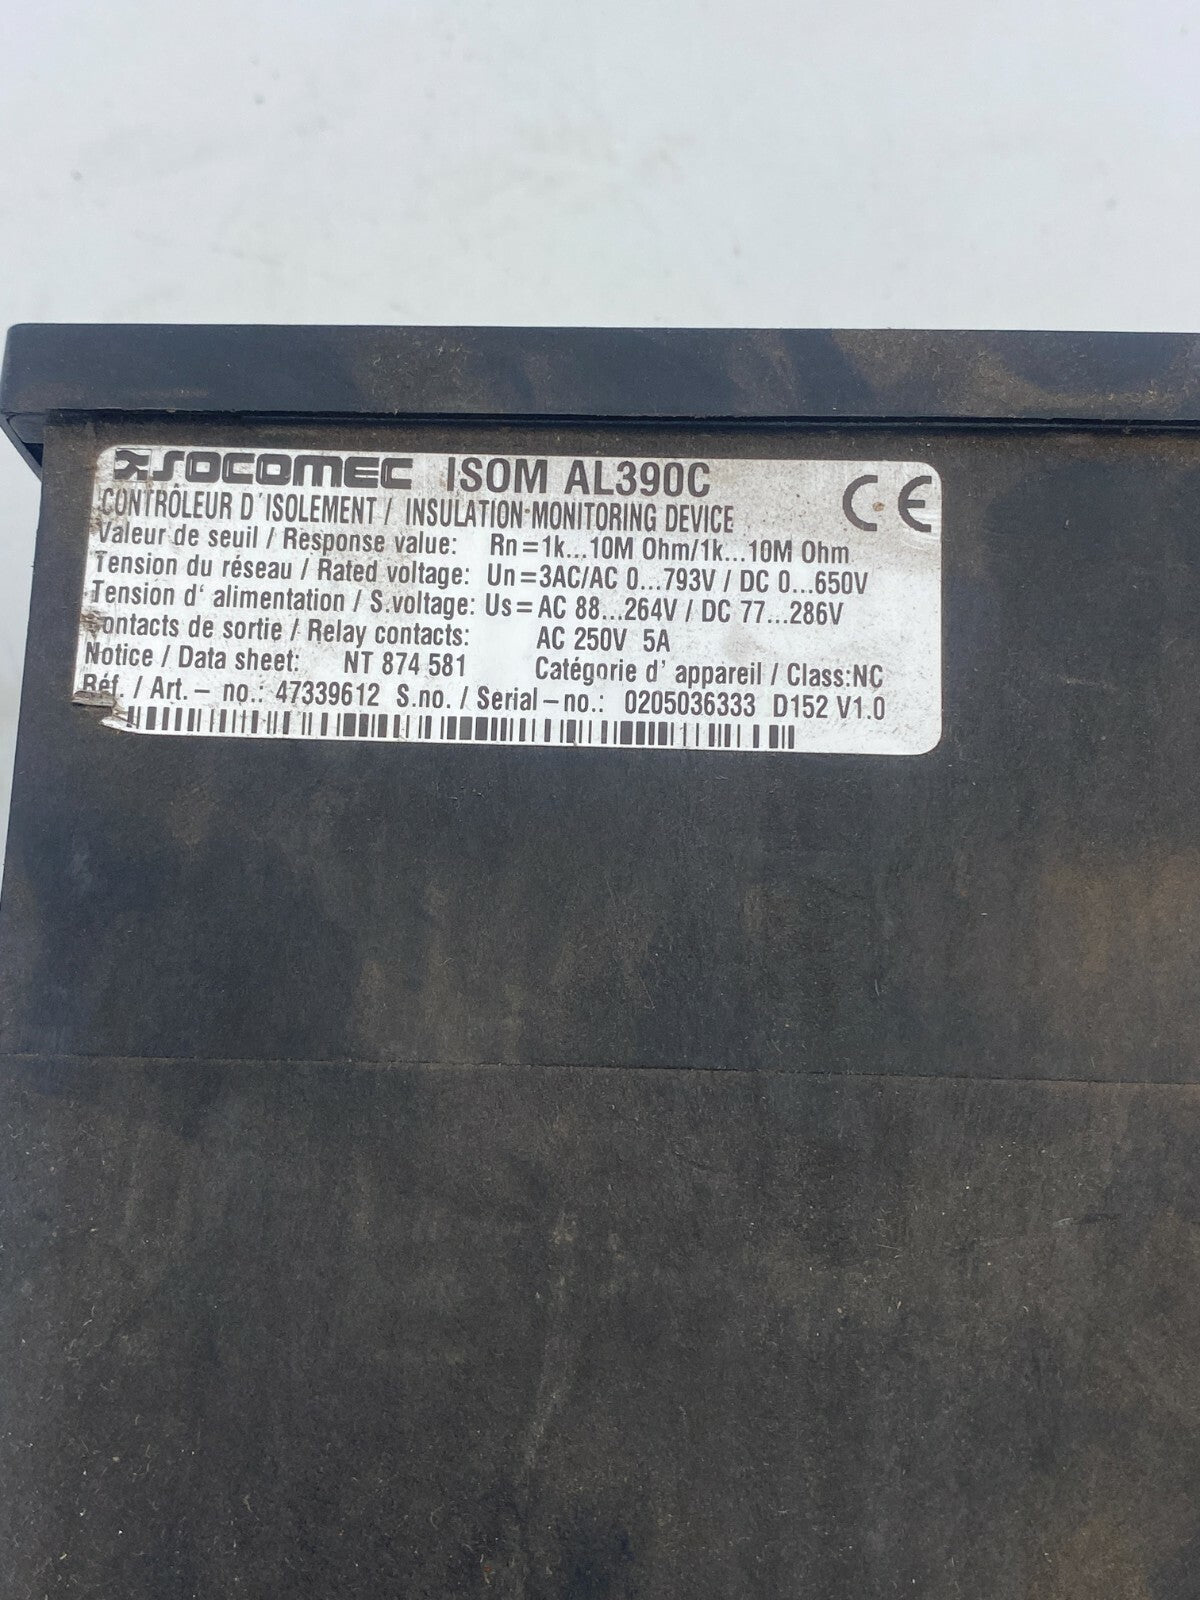 SOCOMEC ISOM AL390C CE
CONTRÔLEUR D'ISOLEMENT / INSULATION-MONITORING DEVICE
Valeur de seuil / Response value: Rn=1k...10M Ohm/1k...10M Ohm
Tension du réseau / Rated voltage: Un=3AC/AC 0...793V / DC 0...650V
Tension d' alimentation / S.voltage: Us= AC 88...264V / DC 77...286V
Contacts de sortie / Relay contacts: AC 250V 5A
Notice / Data sheet: NT 874 581 Catégorie d' appareil / Class:NC
Réf. / Art.- no.: 47339612 S.no. / Serial-no.: 0205036333 D152 V1.0